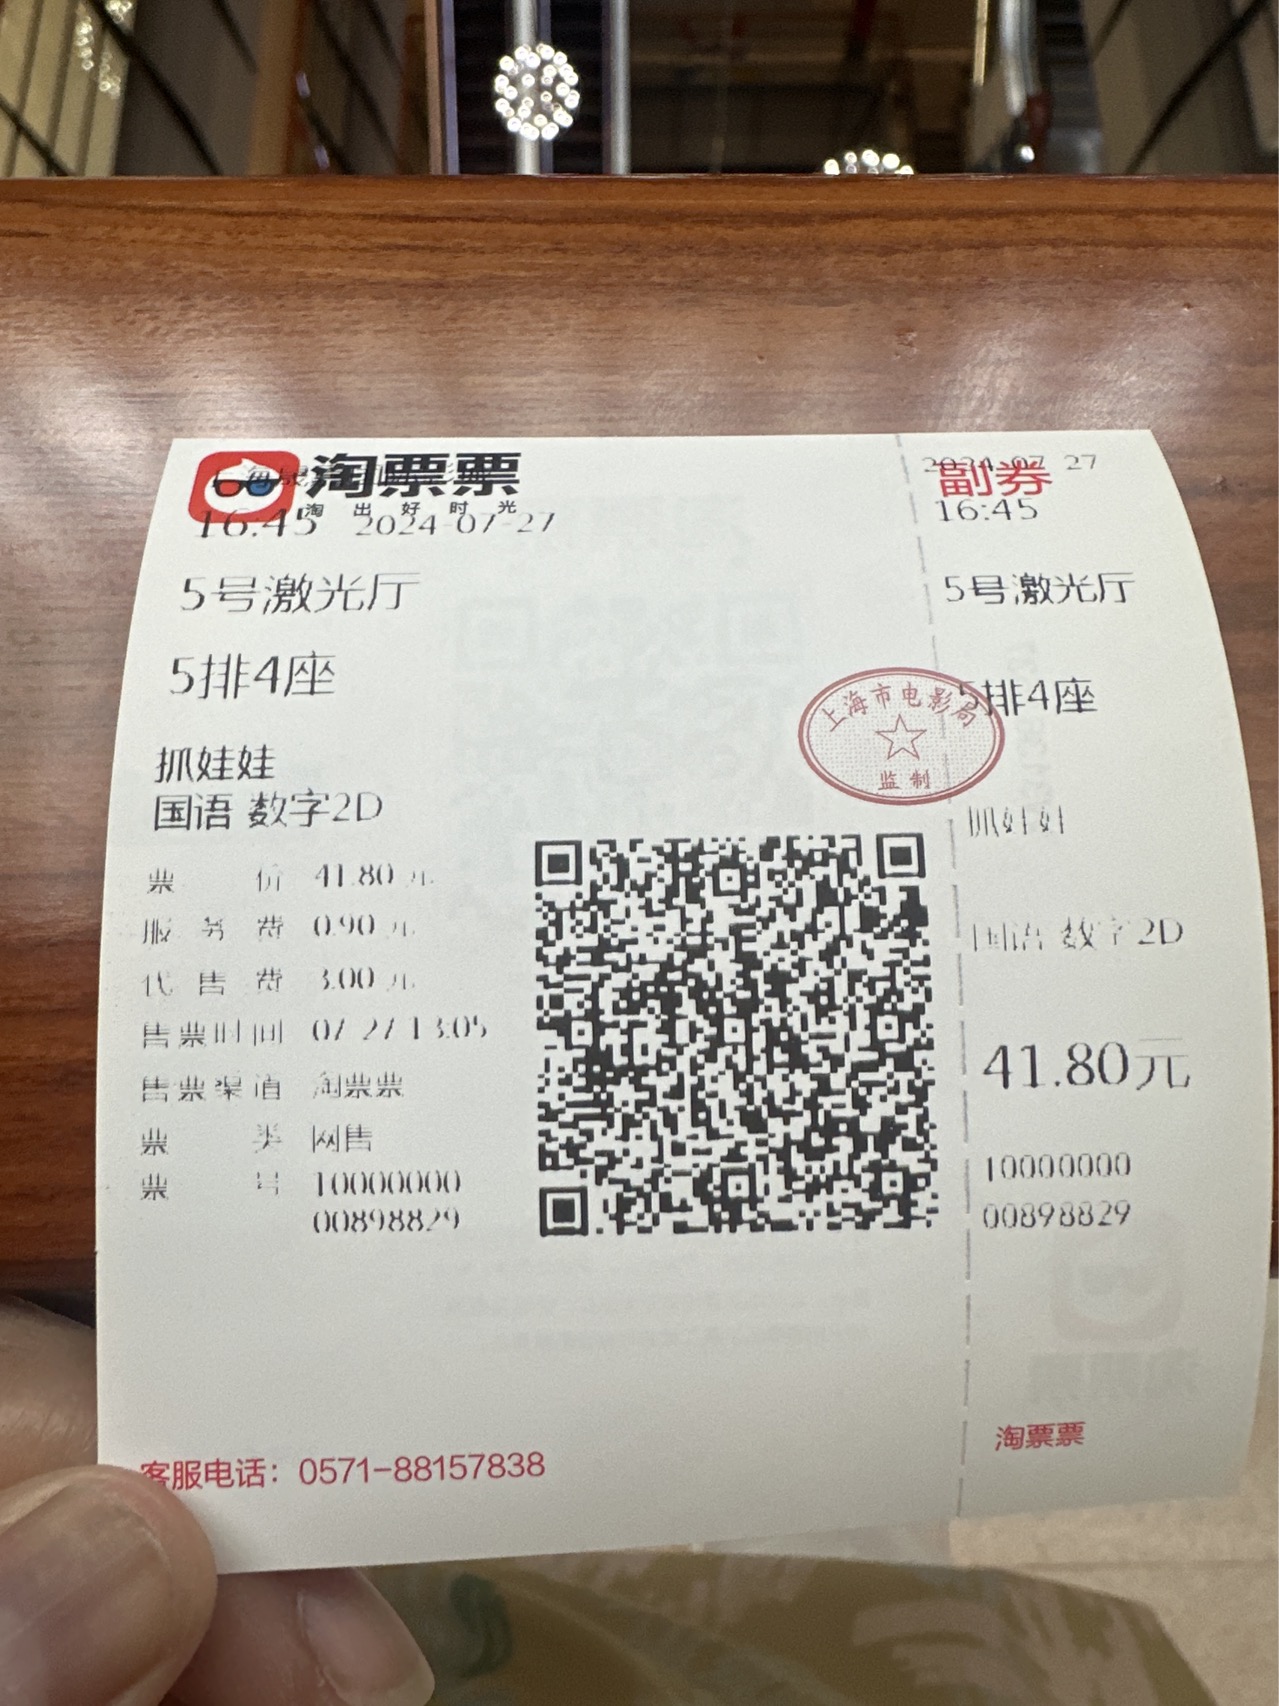 淘票票
淘出好时光
16:45 2024-07-27
5号激光厅
5排4座
抓娃娃
国语 数字2D
票价 41.80 元
服务费 0.90 元
代售费 3.00 元
售票时间 07-27 13:05
售票渠道 淘票票
票类 网售
票号 10000000
00898829
客服电话：0571-88157838
上海市电影局
监制
2024-07-27
副券
16:45
5号激光厅
5排4座
抓娃娃
国语 数字2D
41.80元
10000000
00898829
淘票票